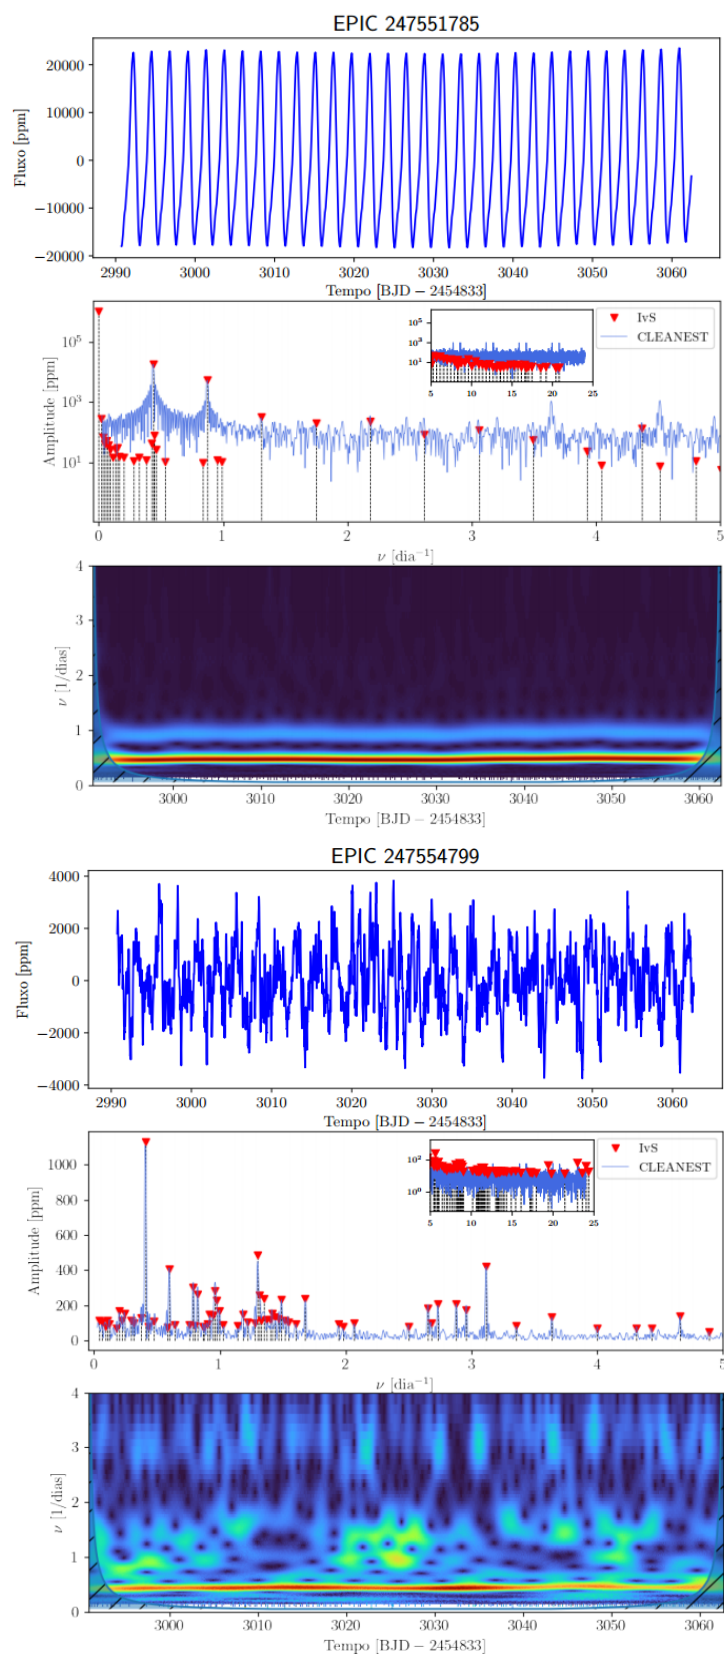 EPIC 247551785
20000
10000
0
−10000
−20000
Fluxo [ppm]
2990 3000 3010 3020 3030 3040 3050 3060
Tempo [BJD − 2454833]
10⁵
10³
10¹
Amplitude [ppm]
10⁵
10³
10¹
5 10 15 20 25
IvS
CLEANEST
0 1 2 3 4 5
ν [dia⁻¹]
4
3
2
1
0
ν [1/dias]
3000 3010 3020 3030 3040 3050 3060
Tempo [BJD − 2454833]
EPIC 247554799
4000
2000
0
−2000
−4000
Fluxo [ppm]
2990 3000 3010 3020 3030 3040 3050 3060
Tempo [BJD − 2454833]
1000
800
600
400
200
0
Amplitude [ppm]
10²
10⁰
5 10 15 20 25
IvS
CLEANEST
0 1 2 3 4 5
ν [dia⁻¹]
4
3
2
1
0
ν [1/dias]
3000 3010 3020 3030 3040 3050 3060
Tempo [BJD − 2454833]